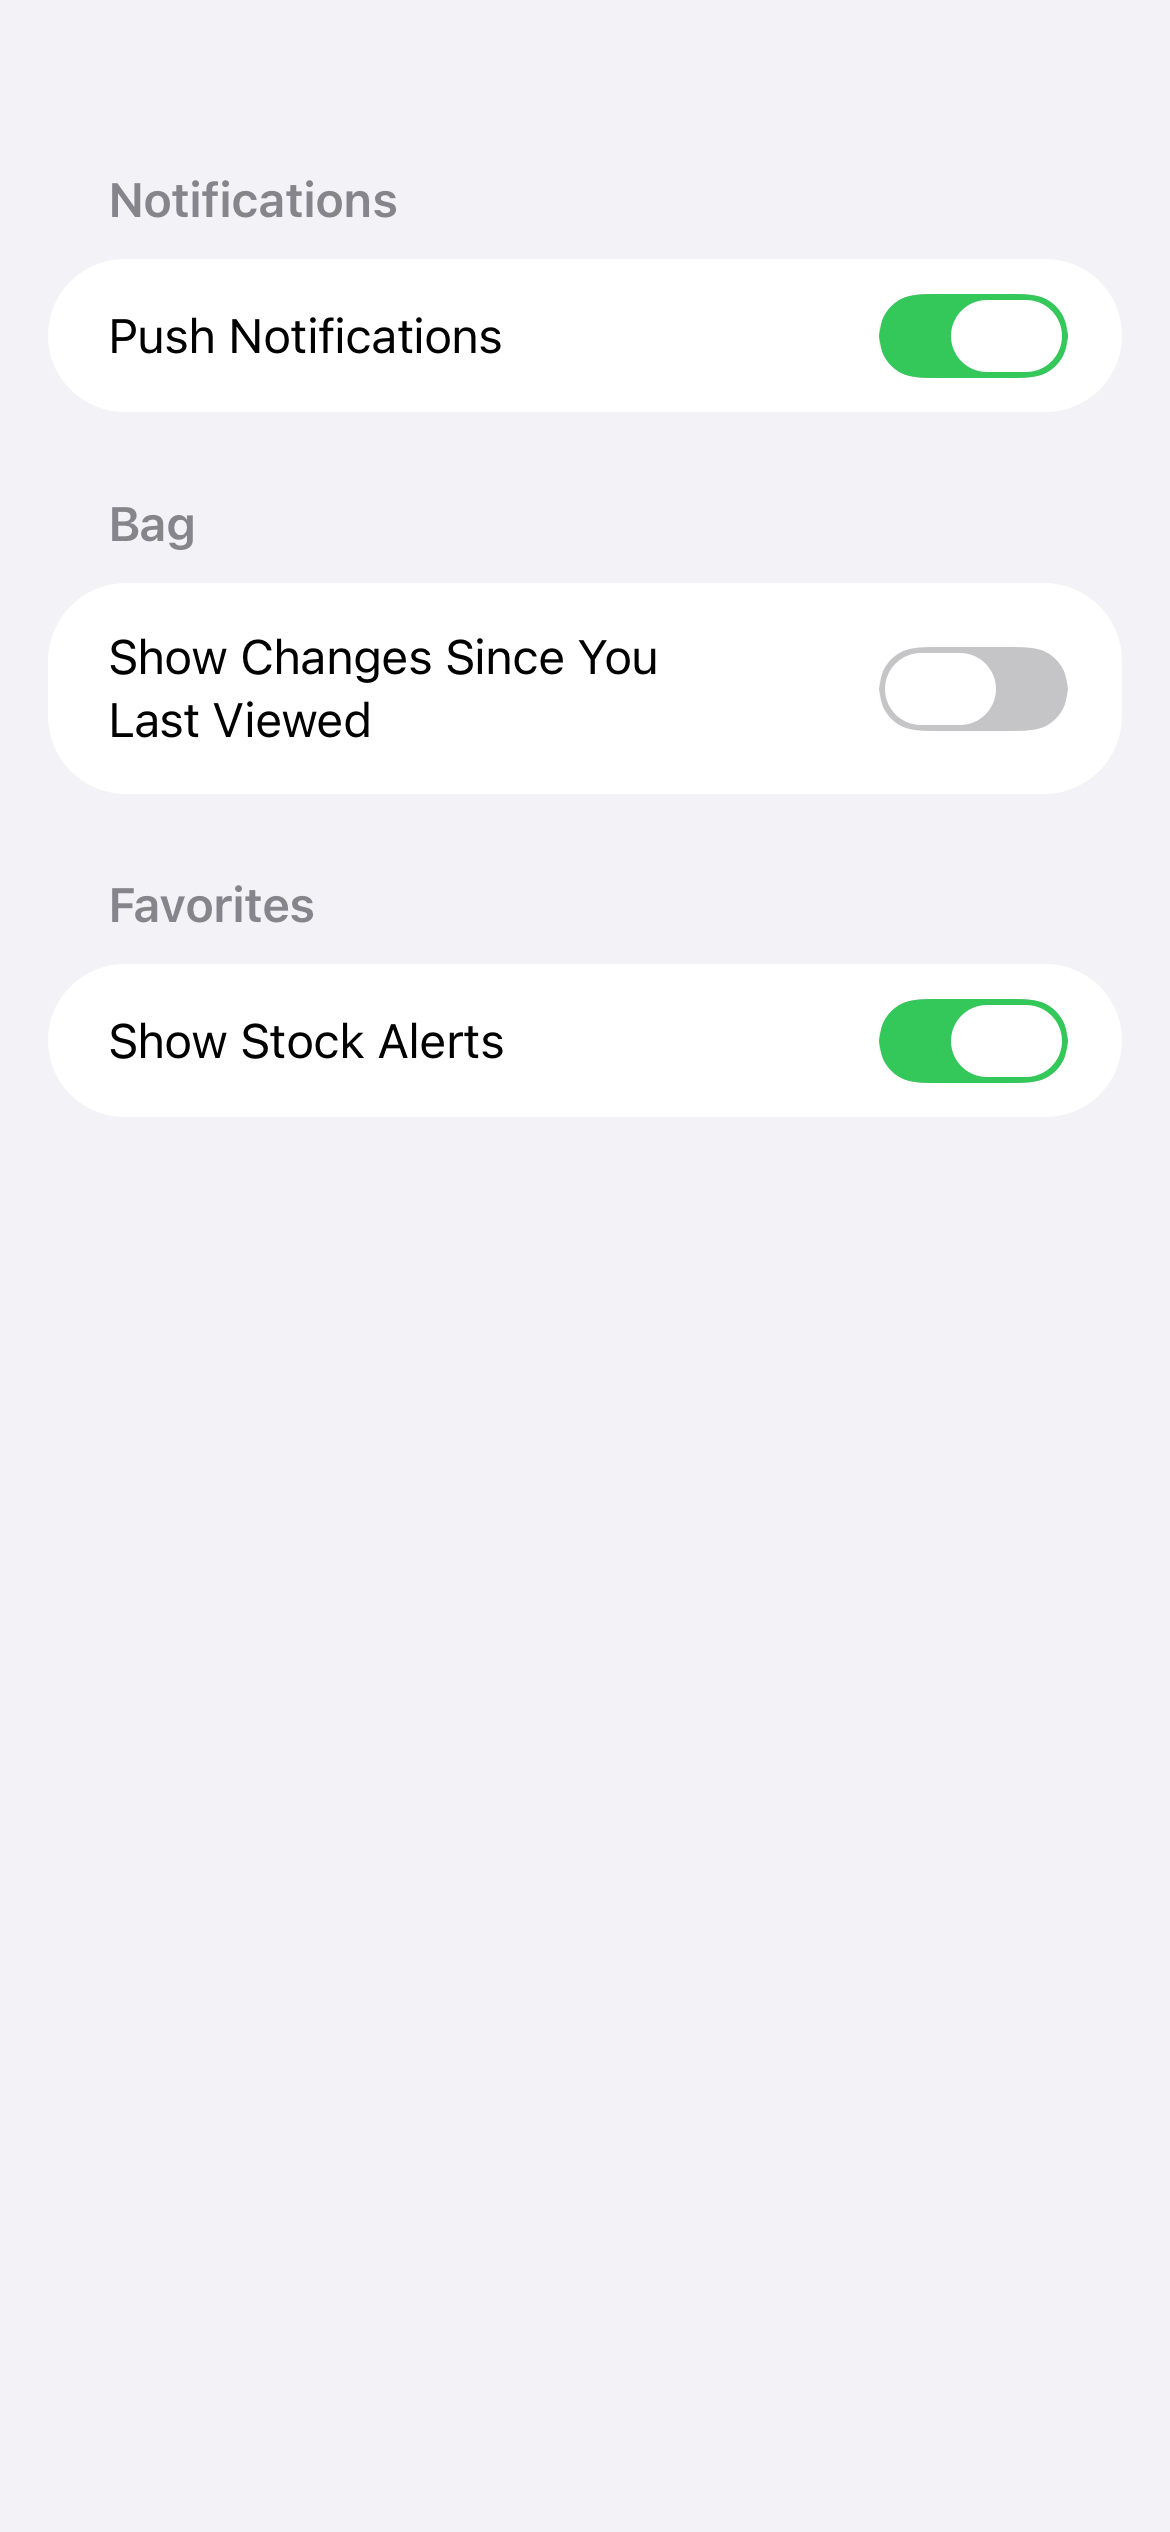 Notifications
Push Notifications
Bag
Show Changes Since You
Last Viewed
Favorites
Show Stock Alerts